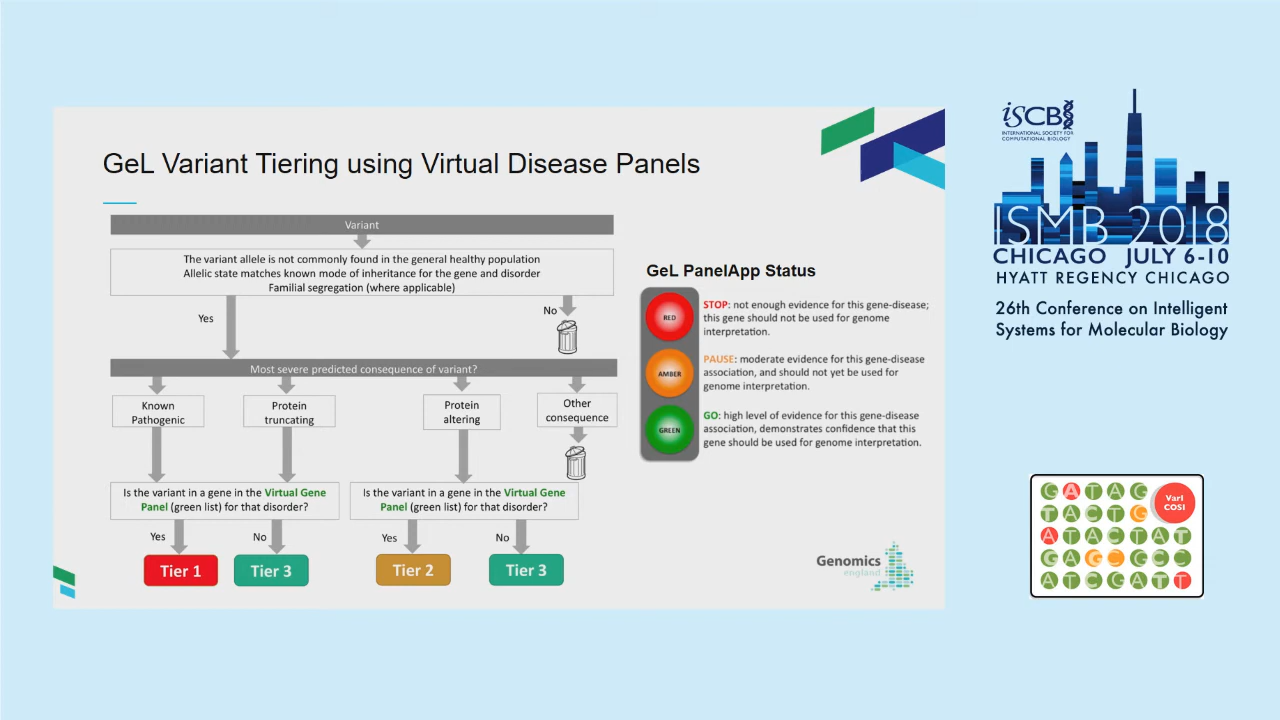 GeL Variant Tiering using Virtual Disease Panels
Variant
The variant allele is not commonly found in the general healthy population
Allelic state matches known mode of inheritance for the gene and disorder
Familial segregation (where applicable)
Yes
No
Most severe predicted consequence of variant?
Known
Pathogenic
Protein
truncating
Protein
altering
Other
consequence
Is the variant in a gene in the Virtual Gene
Panel (green list) for that disorder?
Is the variant in a gene in the Virtual Gene
Panel (green list) for that disorder?
Yes
No
Yes
No
Tier 1
Tier 3
Tier 2
Tier 3
GeL PanelApp Status
RED
STOP: not enough evidence for this gene-disease;
this gene should not be used for genome
interpretation.
AMBER
PAUSE: moderate evidence for this gene-disease
association, and should not yet be used for
genome interpretation.
GREEN
GO: high level of evidence for this gene-disease
association, demonstrates confidence that this
gene should be used for genome interpretation.
Genomics
england
iSCB
INTERNATIONAL SOCIETY FOR
COMPUTATIONAL BIOLOGY
ISMB 2018
CHICAGO JULY 6-10
HYATT REGENCY CHICAGO
26th Conference on Intelligent
Systems for Molecular Biology
GATAG
Vari
COSI
TACTG
ATACTAT
GAGCGCC
ATCGATT